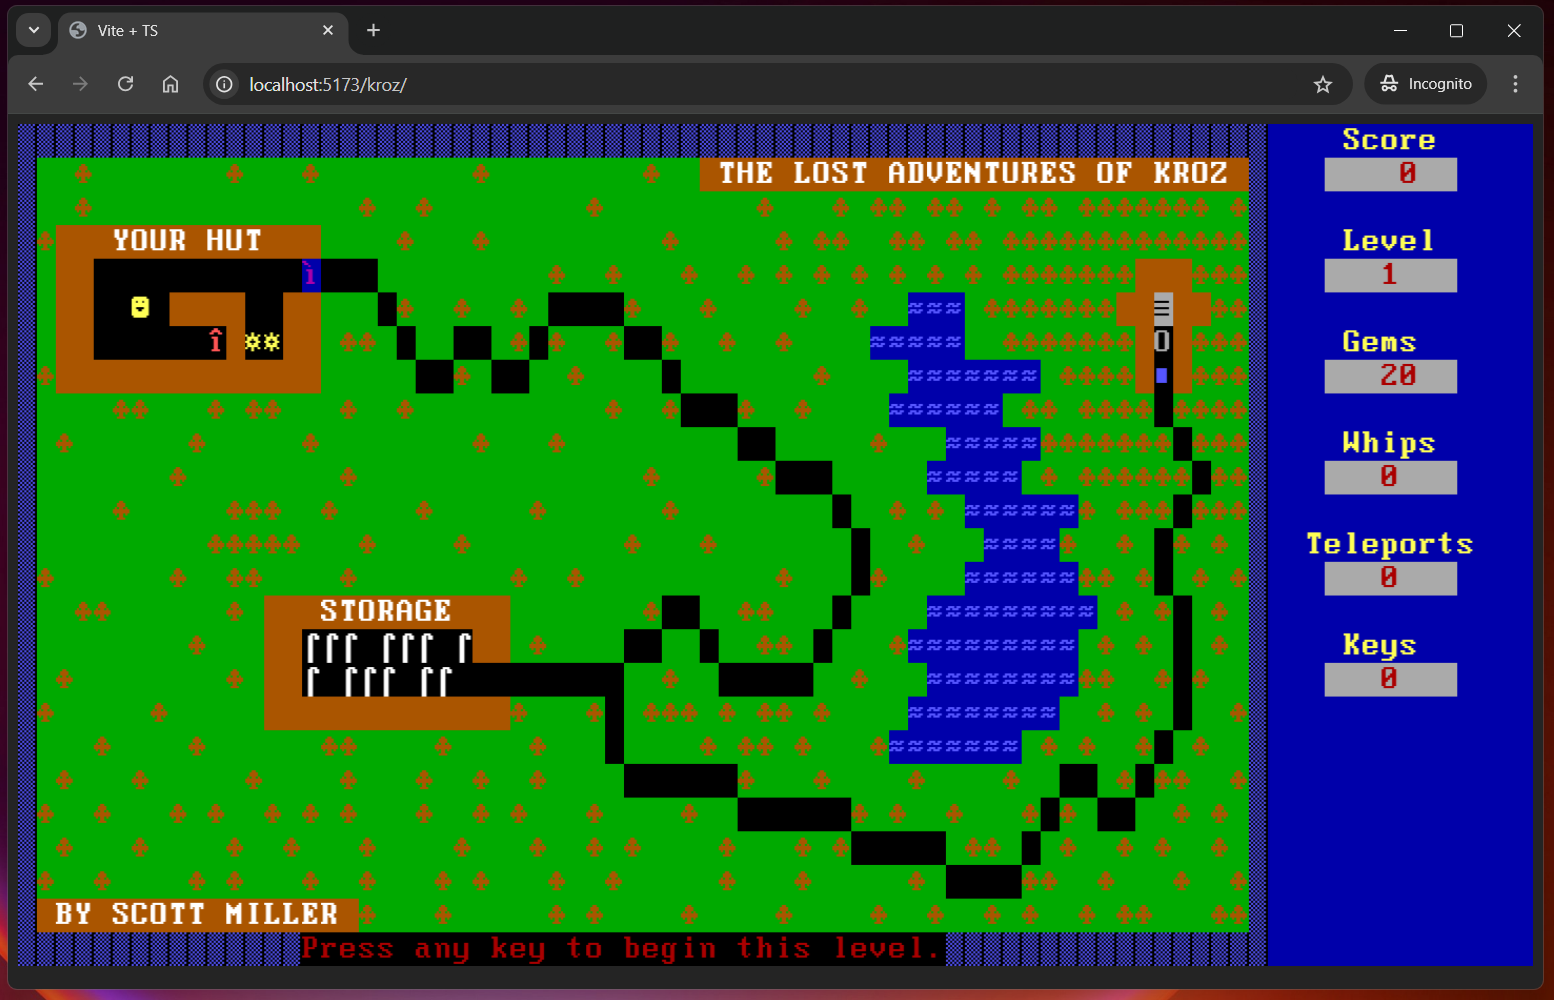 Vite + TS
localhost:5173/kroz/
Incognito
THE LOST ADVENTURES OF KROZ
YOUR HUT
STORAGE
BY SCOTT MILLER
Press any key to begin this level.
Score
0
Level
1
Gems
20
Whips
0
Teleports
0
Keys
0